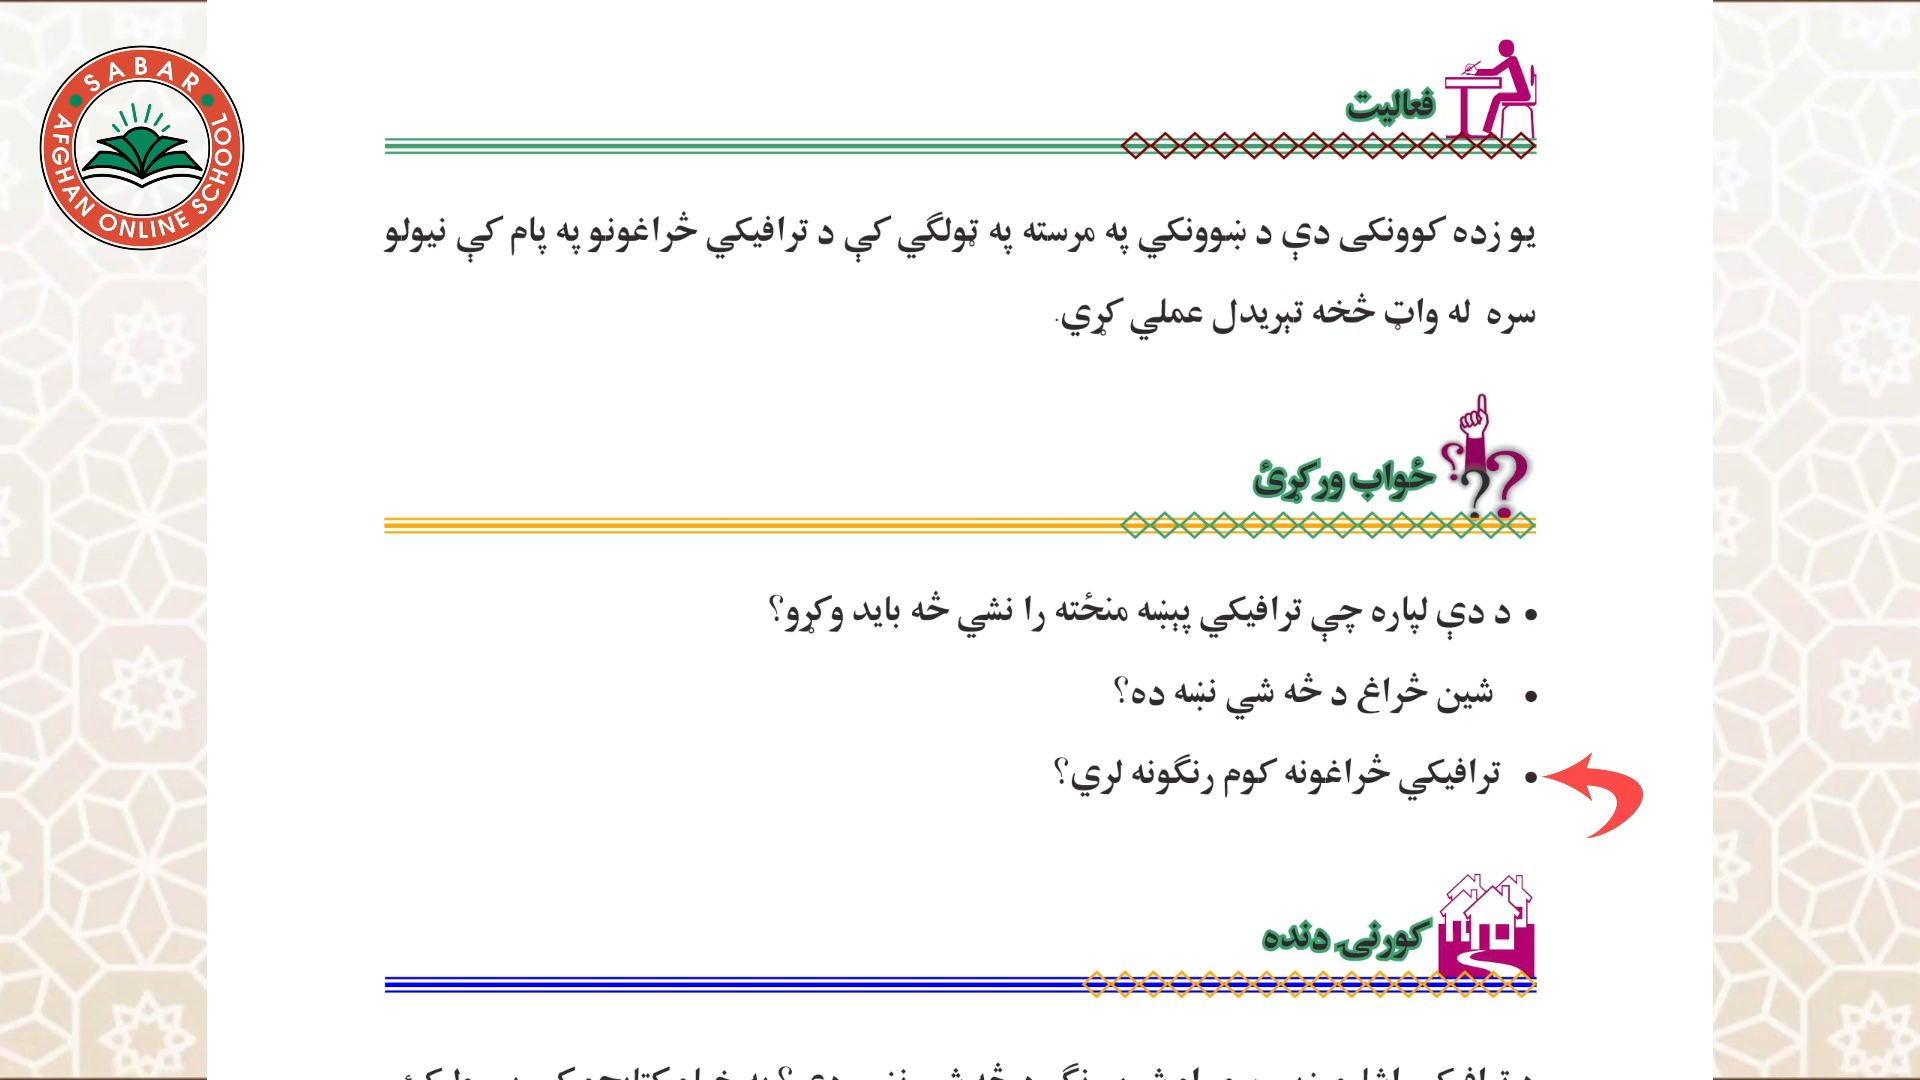 SABAR
AFGHAN ONLINE SCHOOL
فعالیت
یو زده کوونکی دې د ښوونکي په مرسته په ټولگي کې د ترافیکي څراغونو په پام کې نیولو
سره له واټ څخه تېریدل عملي کړي.
ځواب ورکړئ
• د دې لپاره چې ترافیکي پېښه منځته را نشي څه باید وکړو؟
• شین څراغ د څه شي نښه ده؟
• ترافیکي څراغونه کوم رنگونه لري؟
کورنۍ دنده